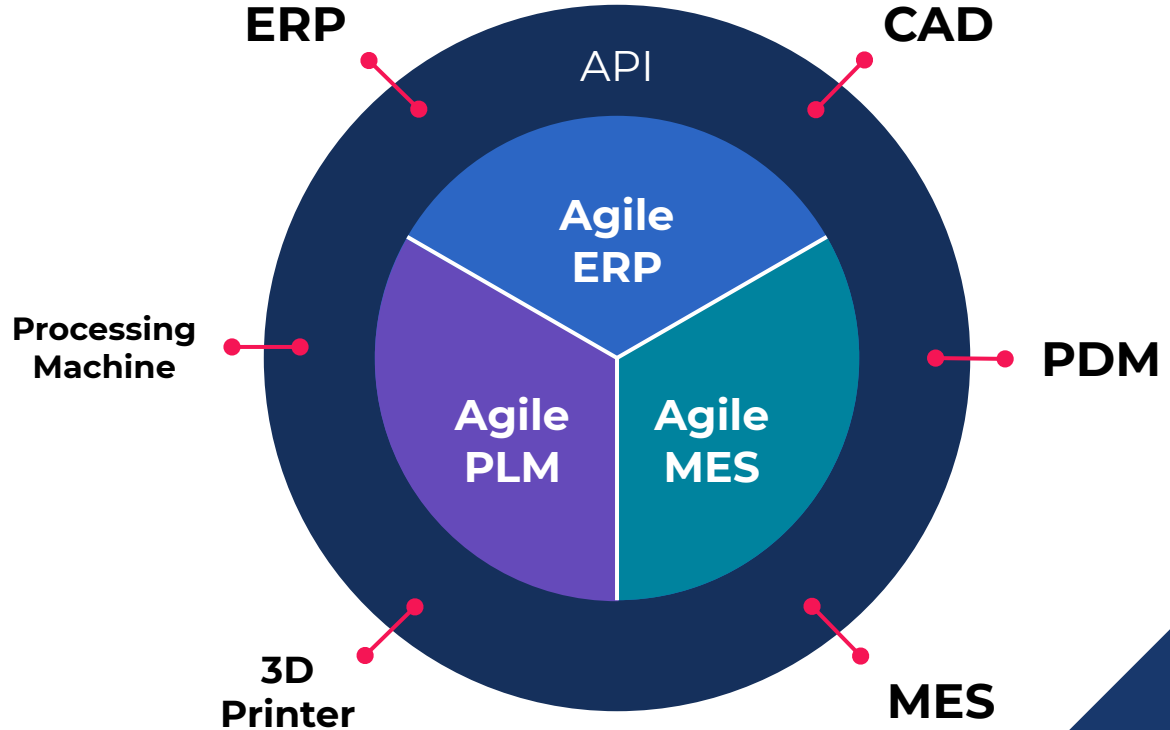 ERP
CAD
API
Agile
ERP
Processing
Machine
PDM
Agile
PLM
Agile
MES
3D
Printer
MES